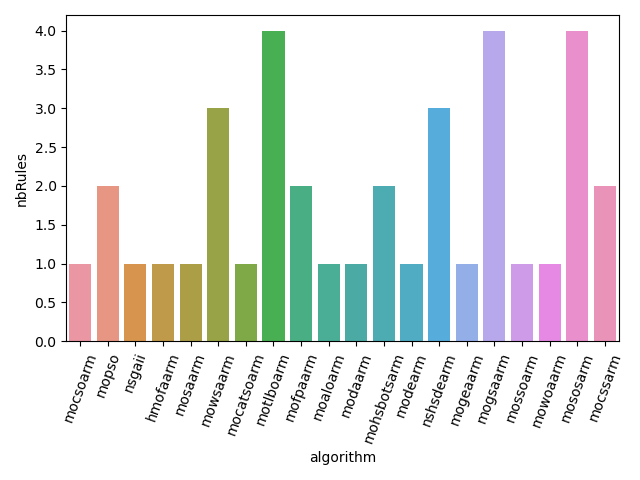 4.0
3.5
3.0
2.5
2.0
1.5
1.0
0.5
0.0
nbRules
mocsoarm
mopso
nsgaii
hmofaarm
mosaarm
mowsaarm
mocatsoarm
motlboarm
mofpaarm
moaloarm
modaarm
mohsbotsarm
modearm
nshsdearm
mogeaarm
mogsaarm
mossoarm
mowoaarm
mososarm
mocssarm
algorithm